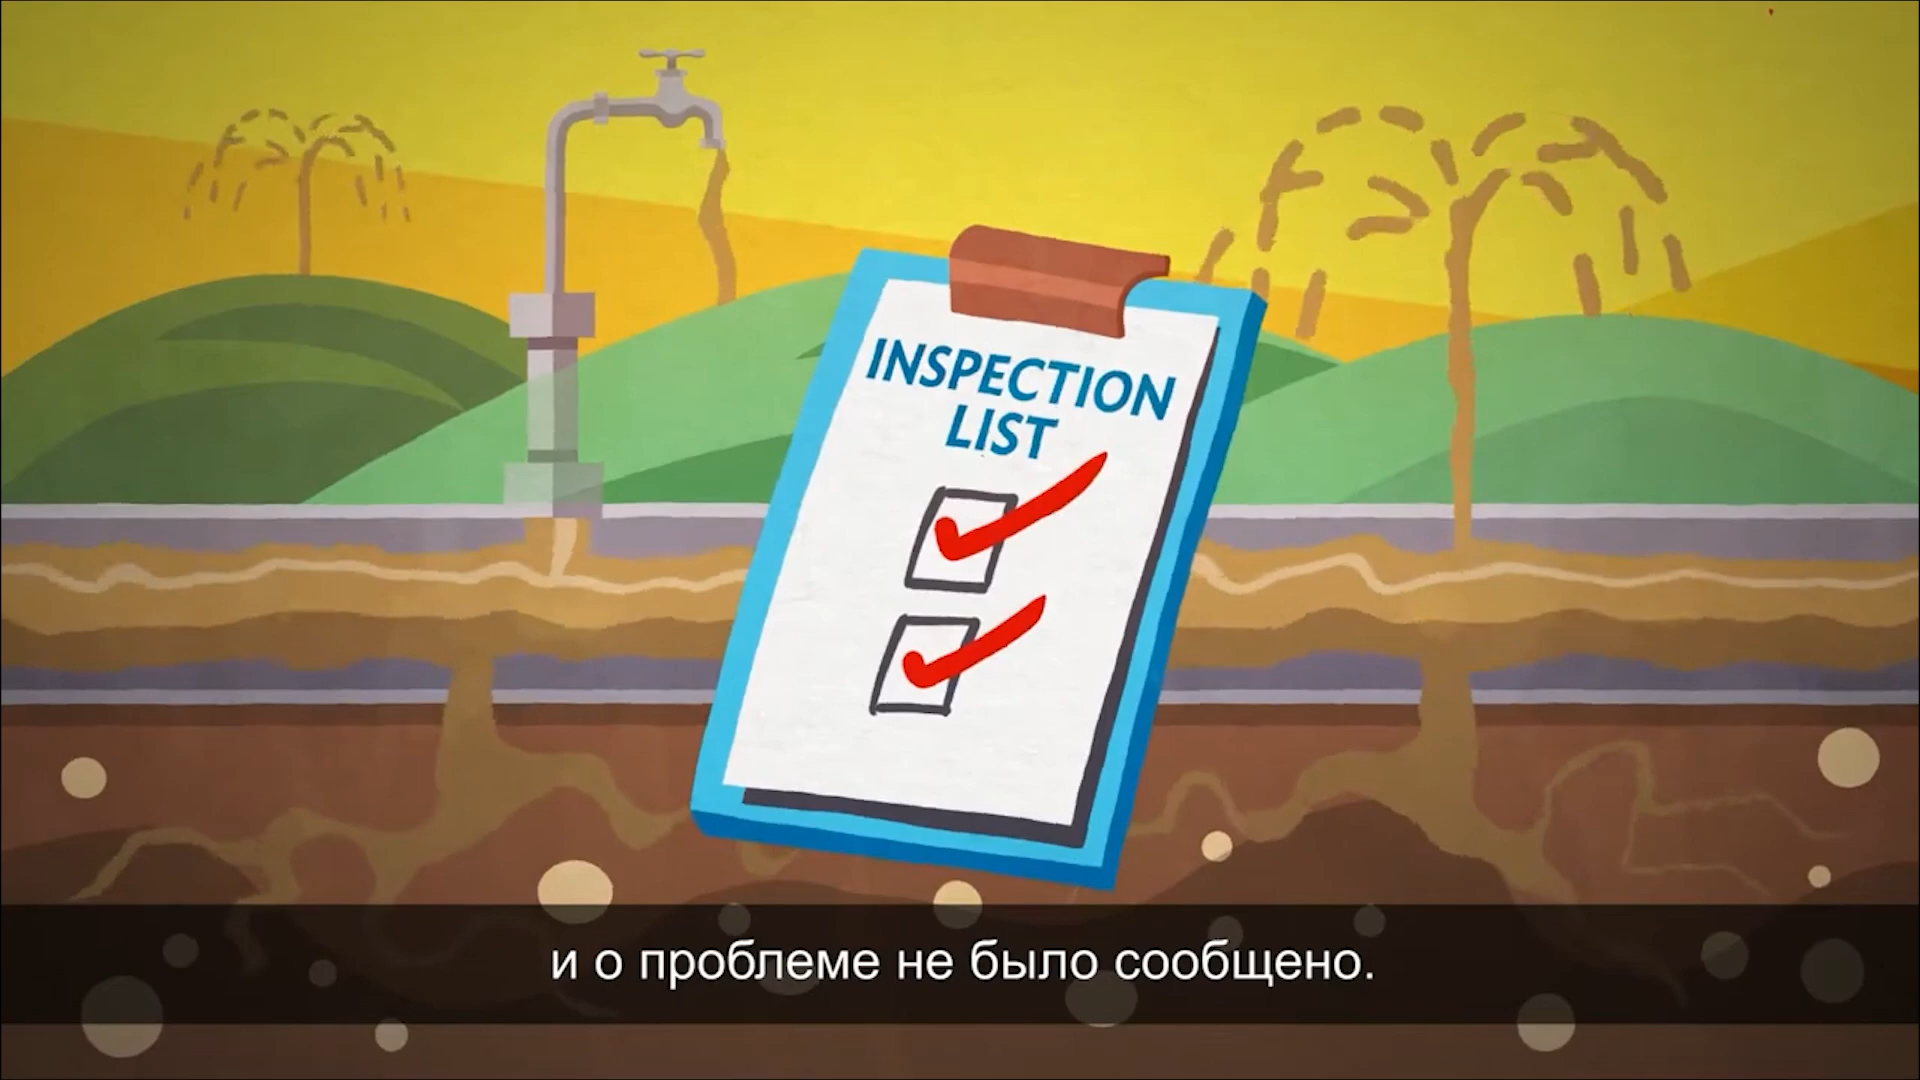 INSPECTION
LIST
и о проблеме не было сообщено.